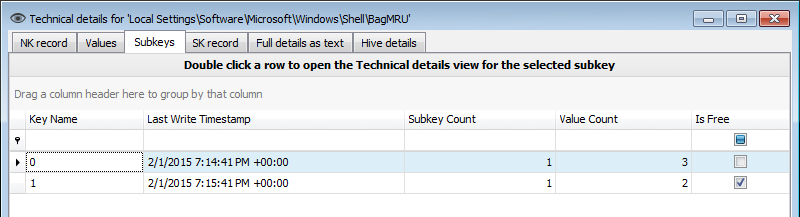 Technical details for 'Local Settings\Software\Microsoft\Windows\Shell\BagMRU'
NK record Values Subkeys SK record Full details as text Hive details
Double click a row to open the Technical details view for the selected subkey
Drag a column header here to group by that column
Key Name Last Write Timestamp Subkey Count Value Count Is Free
0 2/1/2015 7:14:41 PM +00:00 1 3
1 2/1/2015 7:15:41 PM +00:00 1 2